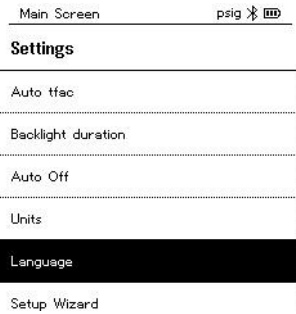 Main Screen psig
Settings
Auto tfac
Backlight duration
Auto Off
Units
Language
Setup Wizard